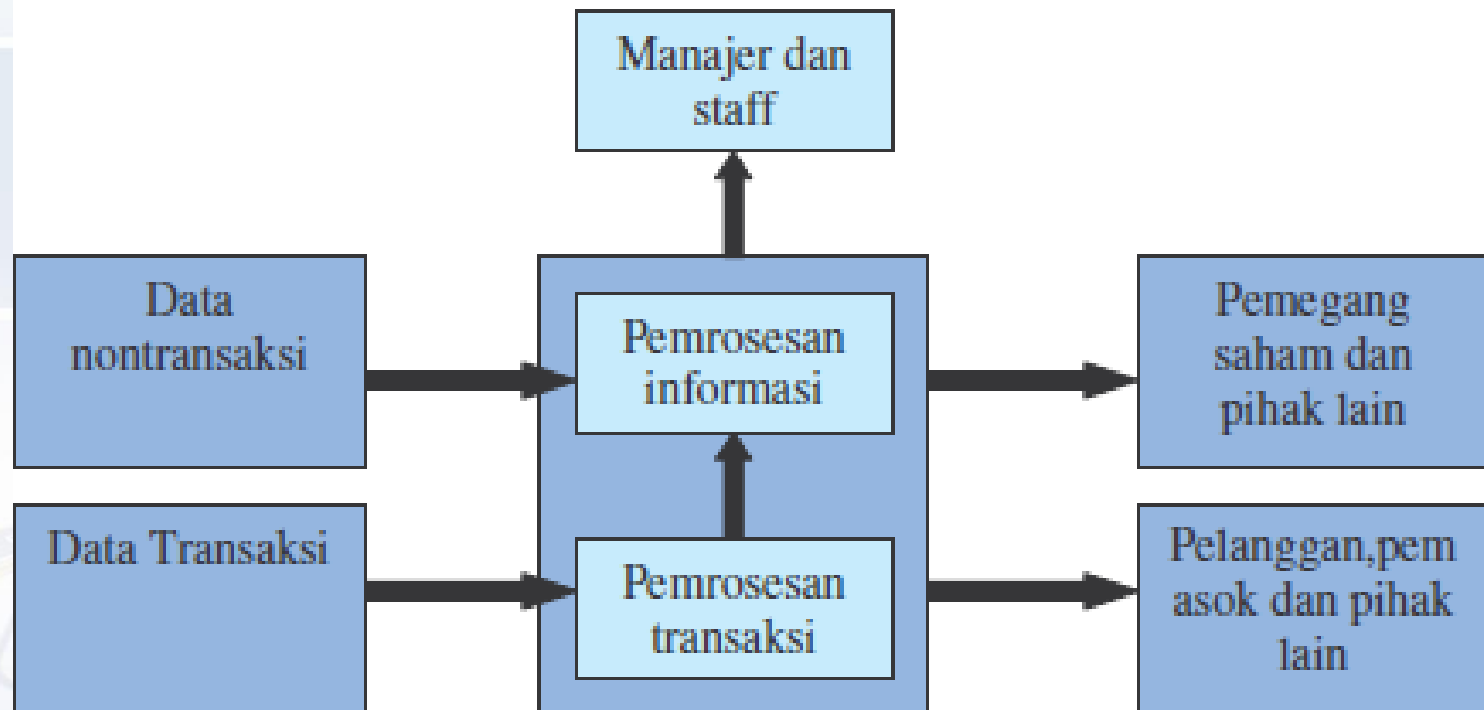 Manajer dan
staff
Data
nontransaksi
Pemrosesan
informasi
Pemegang
saham dan
pihak lain
Data Transaksi
Pemrosesan
transaksi
Pelanggan,pem
asok dan pihak
lain